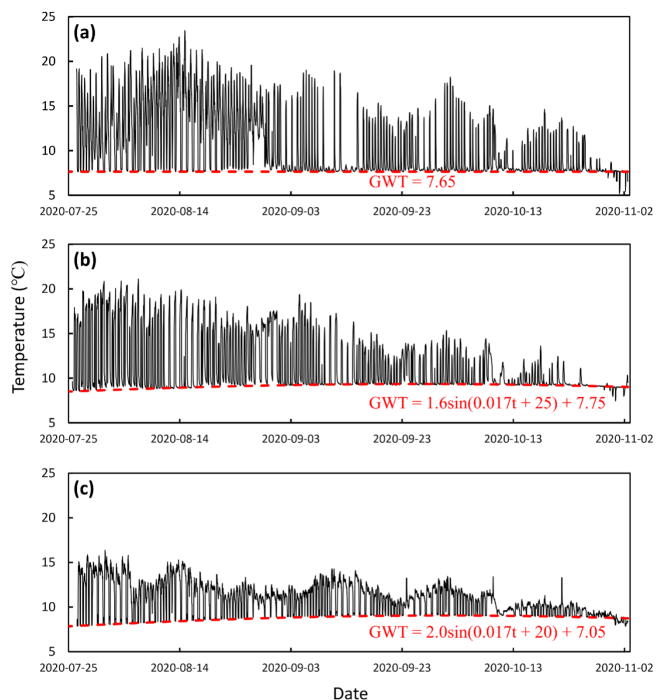 (a)
25
20
15
10
5
GWT = 7.65
2020-07-25 2020-08-14 2020-09-03 2020-09-23 2020-10-13 2020-11-02
(b)
25
20
15
10
5
GWT = 1.6sin(0.017t + 25) + 7.75
2020-07-25 2020-08-14 2020-09-03 2020-09-23 2020-10-13 2020-11-02
Temperature (°C)
(c)
25
20
15
10
5
GWT = 2.0sin(0.017t + 20) + 7.05
2020-07-25 2020-08-14 2020-09-03 2020-09-23 2020-10-13 2020-11-02
Date